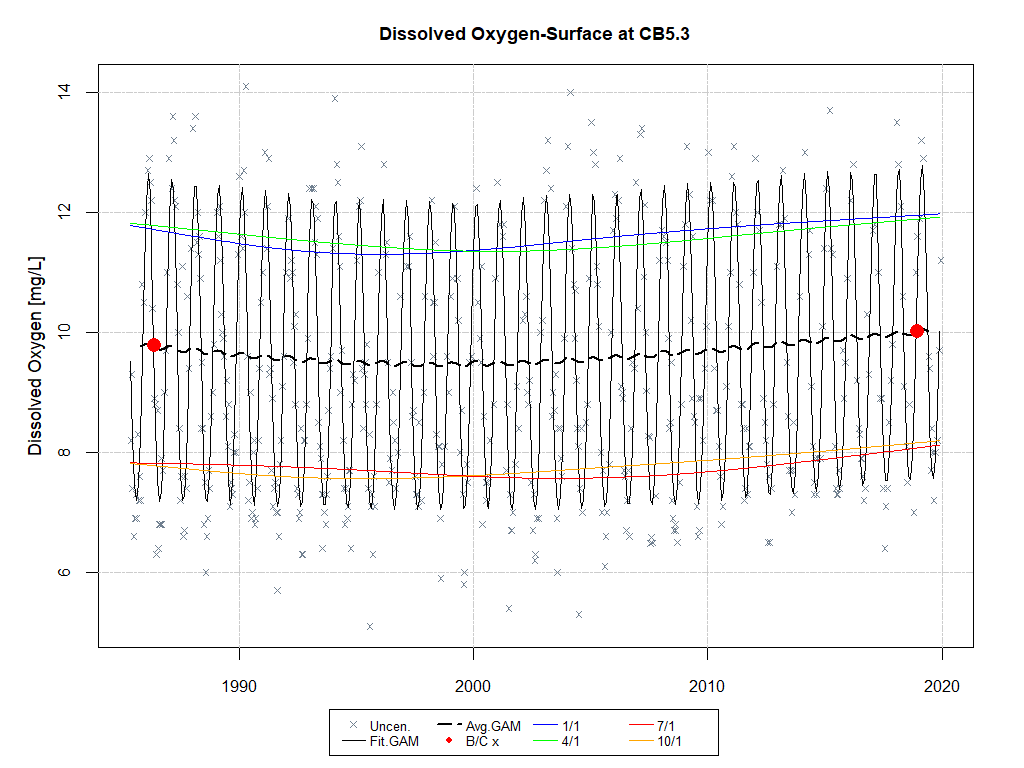 Dissolved Oxygen-Surface at CB5.3
Dissolved Oxygen [mg/L]
14
12
10
8
6
1990 2000 2010 2020
Uncen. Avg.GAM 1/1 7/1
Fit.GAM B/C x 4/1 10/1